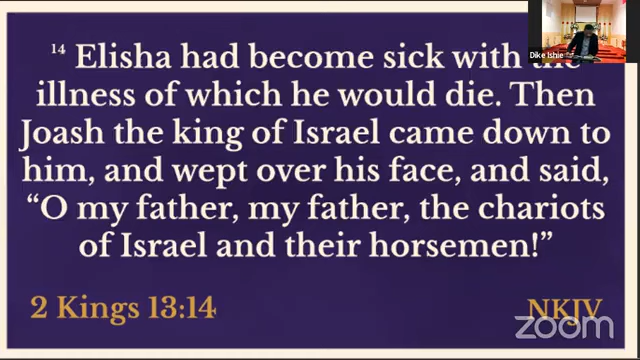 14 Elisha had become sick with the
illness of which he would die. Then
Joash the king of Israel came down to
him, and wept over his face, and said,
“O my father, my father, the chariots
of Israel and their horsemen!”
2 Kings 13:14
NKJV
zoom
Dike Ishie